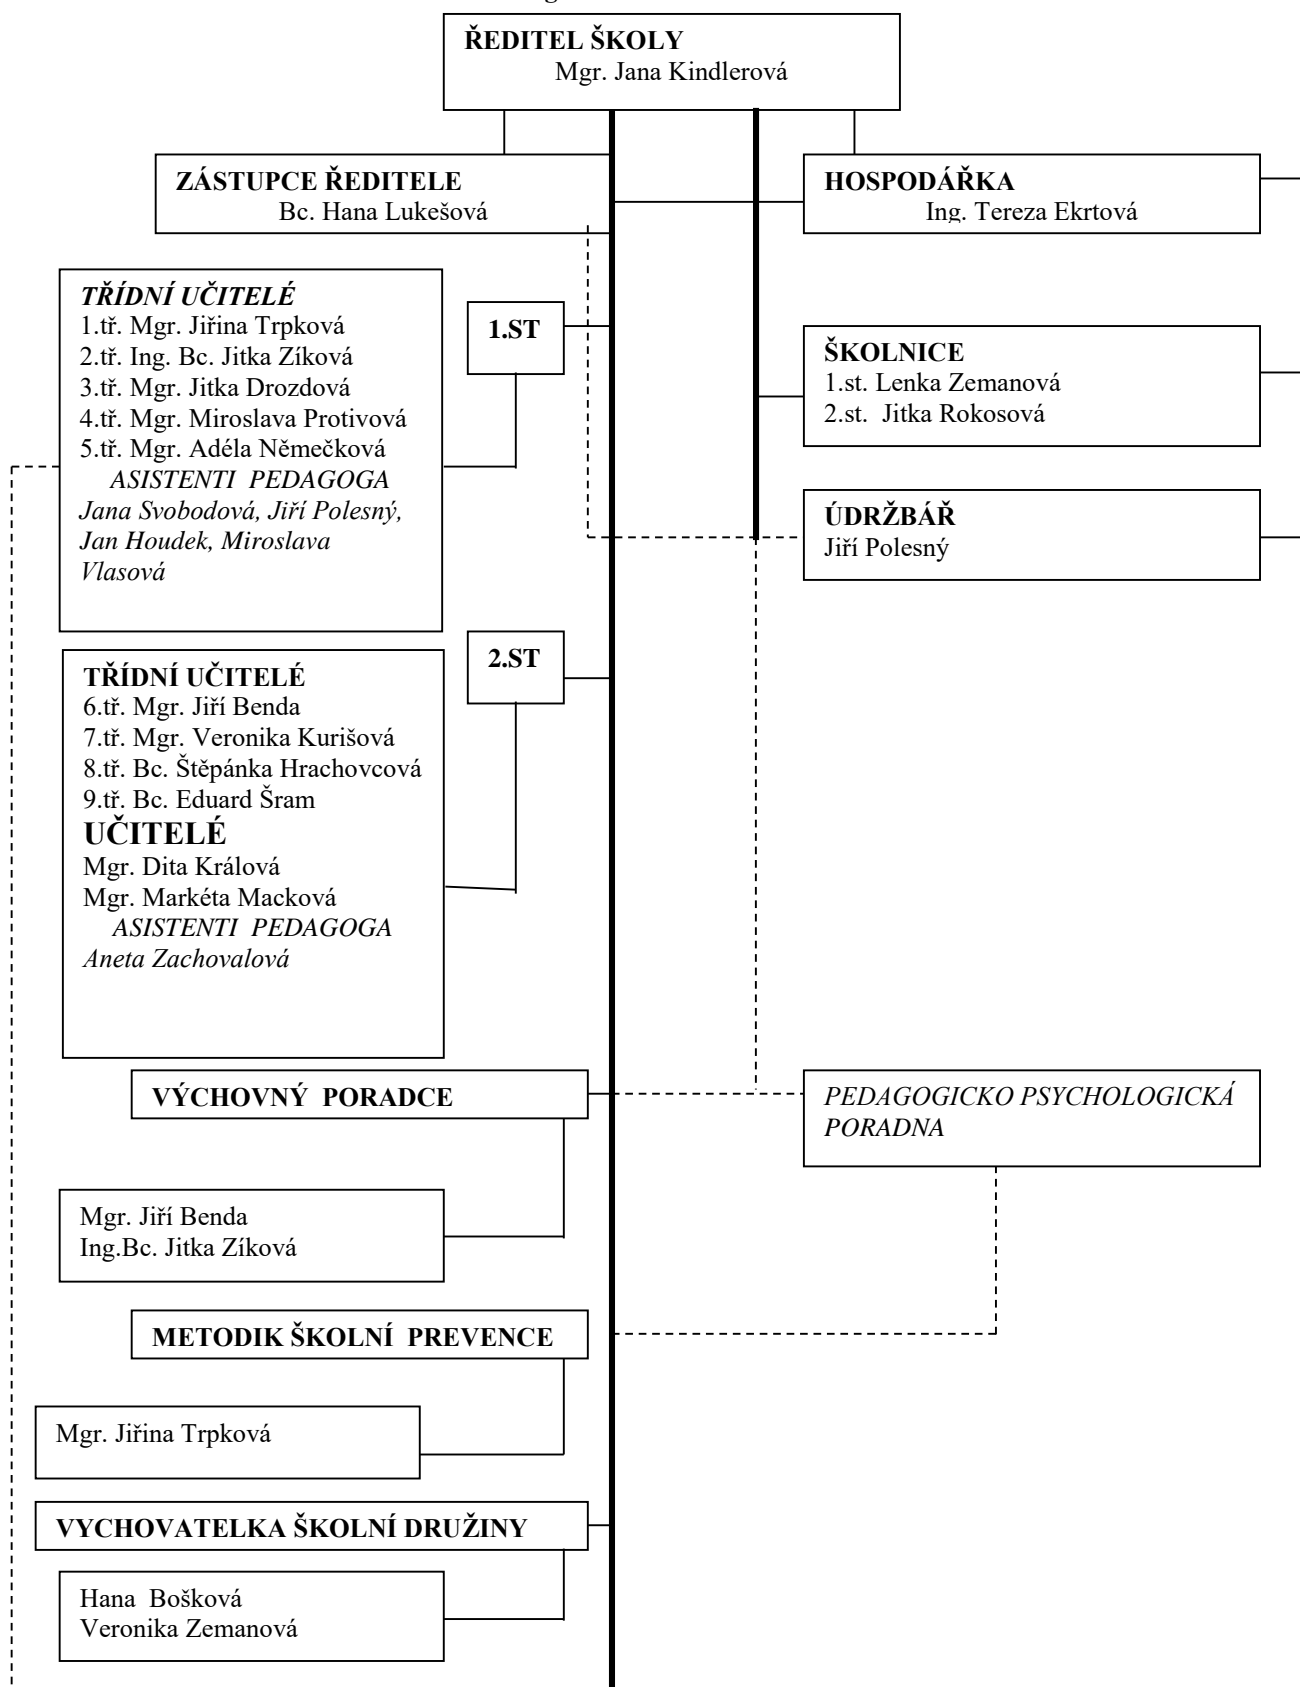 ŘEDITEL ŠKOLY
Mgr. Jana Kindlerová
ZÁSTUPCE ŘEDITELE
Bc. Hana Lukešová
HOSPODÁŘKA
Ing. Tereza Ekrtová
TŘÍDNÍ UČITELÉ
1.tř. Mgr. Jiřina Trpková
2.tř. Ing. Bc. Jitka Zíková
3.tř. Mgr. Jitka Drozdová
4.tř. Mgr. Miroslava Protivová
5.tř. Mgr. Adéla Němečková
ASISTENTI PEDAGOGA
Jana Svobodová, Jiří Polesný,
Jan Houdek, Miroslava
Vlasová
1.ST
ŠKOLNICE
1.st. Lenka Zemanová
2.st. Jitka Rokosová
ÚDRŽBÁŘ
Jiří Polesný
2.ST
TŘÍDNÍ UČITELÉ
6.tř. Mgr. Jiří Benda
7.tř. Mgr. Veronika Kurišová
8.tř. Bc. Štěpánka Hrachovcová
9.tř. Bc. Eduard Šram
UČITELÉ
Mgr. Dita Králová
Mgr. Markéta Macková
ASISTENTI PEDAGOGA
Aneta Zachovalová
VÝCHOVNÝ PORADCE
PEDAGOGICKO PSYCHOLOGICKÁ
PORADNA
Mgr. Jiří Benda
Ing.Bc. Jitka Zíková
METODIK ŠKOLNÍ PREVENCE
Mgr. Jiřina Trpková
VYCHOVATELKA ŠKOLNÍ DRUŽINY
Hana Bošková
Veronika Zemanová